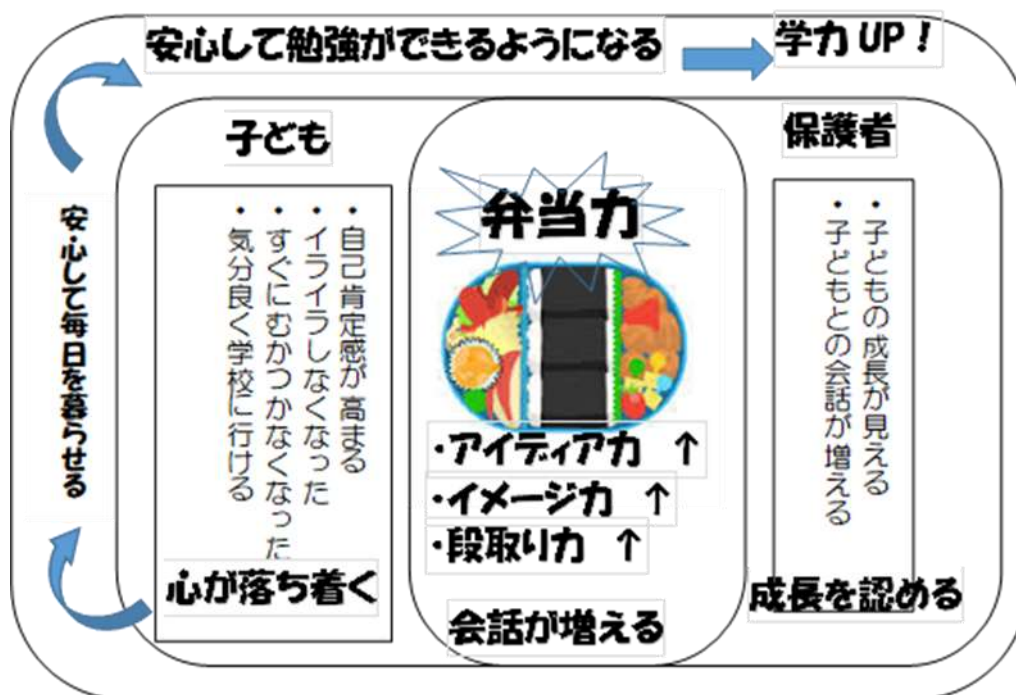 安心して勉強ができるようになる
学力UP！
安心して毎日を暮らせる
子ども
・自己肯定感が高まる
・イライラしなくなった
・すぐにむかつかなくなった
・気分良く学校に行ける
心が落ち着く
弁当力
・アイディア力　↑
・イメージ力　↑
・段取り力　↑
会話が増える
保護者
・子どもの成長が見える
・子どもとの会話が増える
成長を認める